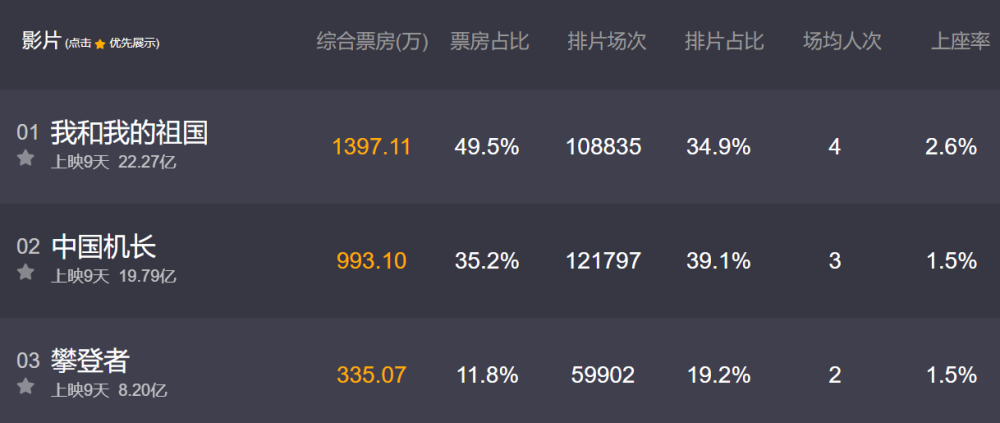 影片 (点击 优先展示) 综合票房(万) 票房占比 排片场次 排片占比 场均人次 上座率
01 我和我的祖国 1397.11 49.5% 108835 34.9% 4 2.6%
上映9天 22.27亿
02 中国机长 993.10 35.2% 121797 39.1% 3 1.5%
上映9天 19.79亿
03 攀登者 335.07 11.8% 59902 19.2% 2 1.5%
上映9天 8.20亿